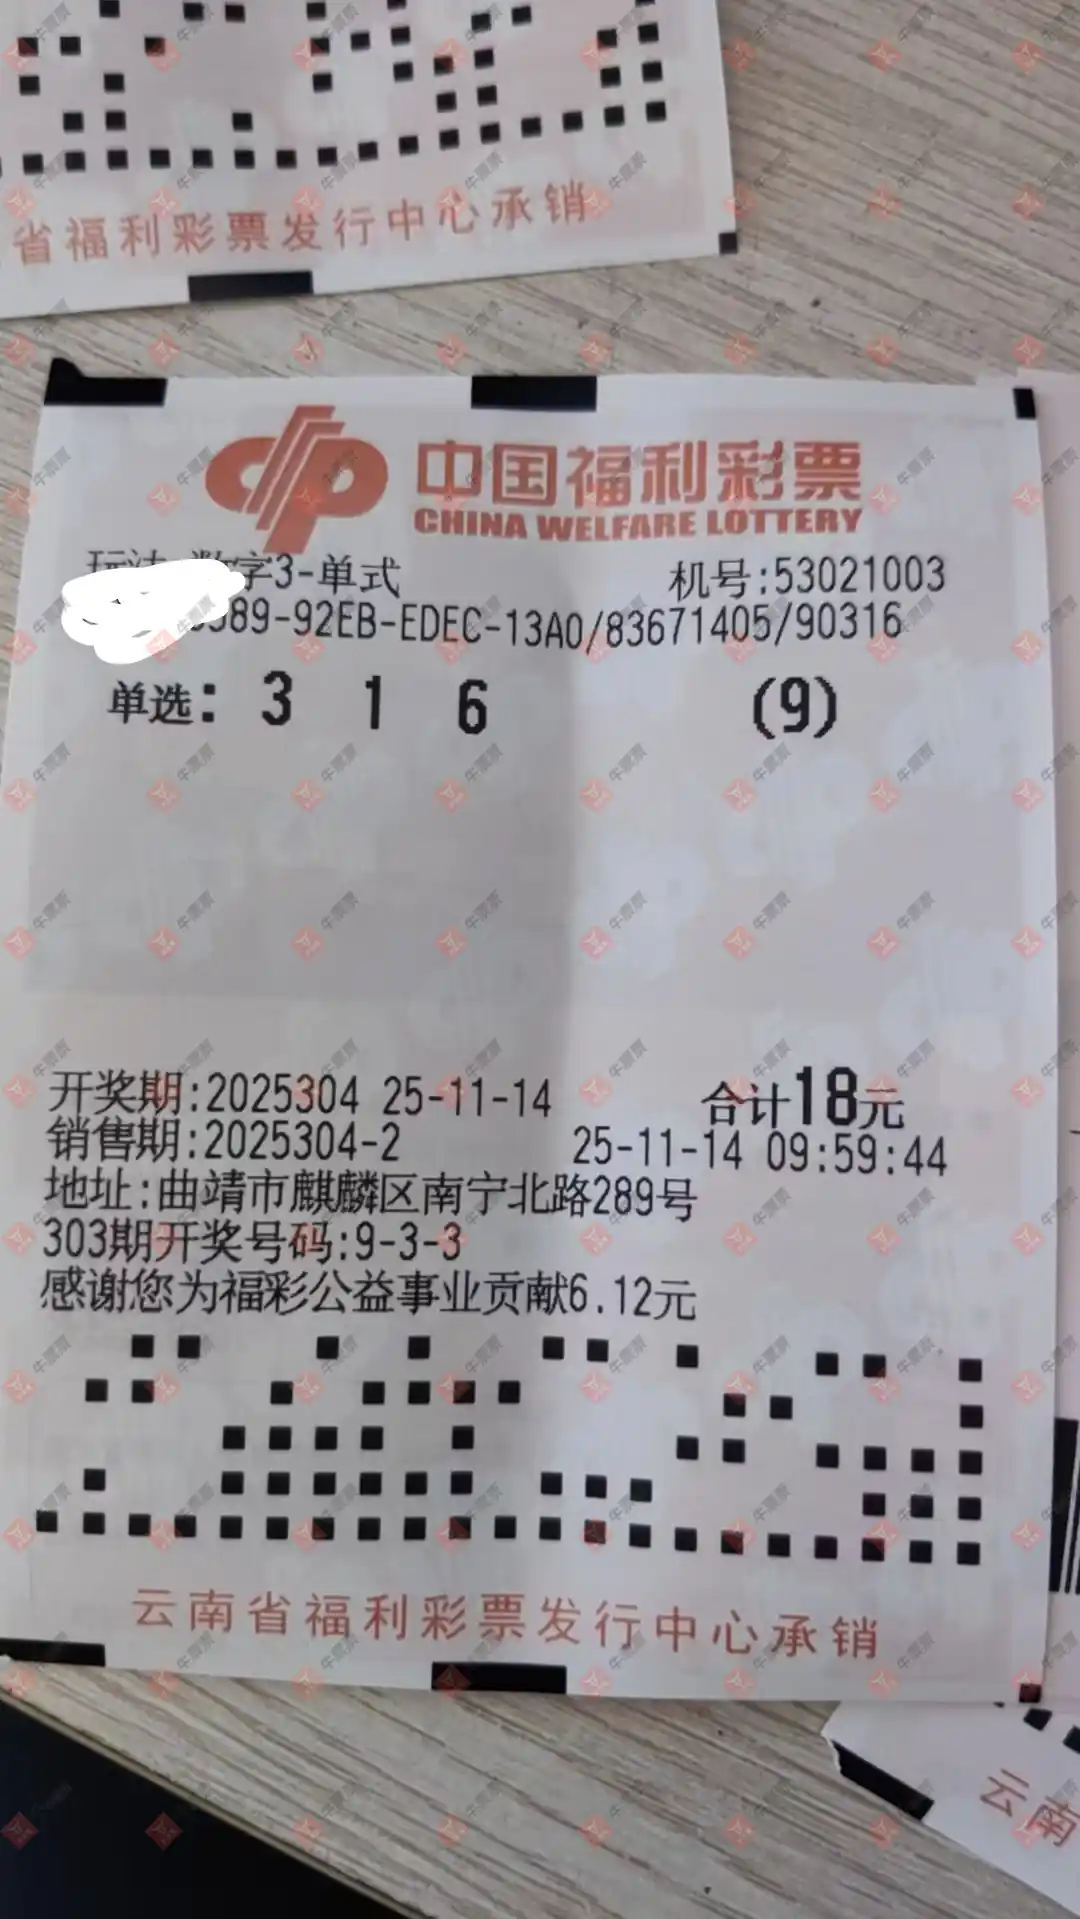 省福利彩票发行中心承销
中国福利彩票
CHINA WELFARE LOTTERY
字3-单式 机号:53021003
589-92EB-EDEC-13A0/83671405/90316
单选: 3 1 6 (9)
开奖期:2025304 25-11-14 合计18元
销售期:2025304-2 25-11-14 09:59:44
地址:曲靖市麒麟区南宁北路289号
303期开奖号码:9-3-3
感谢您为福彩公益事业贡献6.12元
云南省福利彩票发行中心承销
云南
牛票票